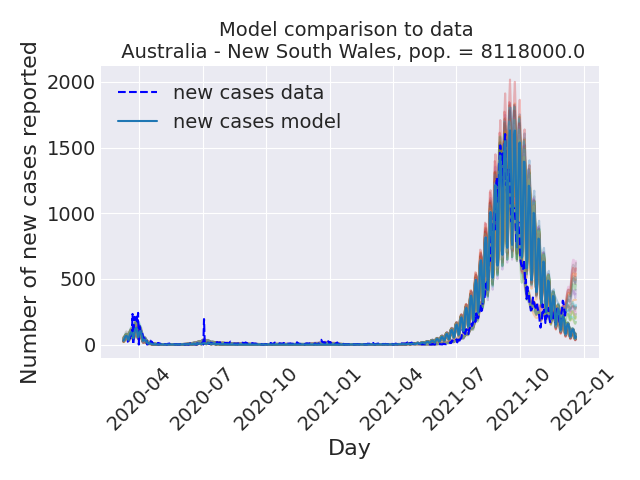 Model comparison to data
Australia - New South Wales, pop. = 8118000.0
new cases data
new cases model
Number of new cases reported
2000
1500
1000
500
0
2020-04
2020-07
2020-10
2021-01
2021-04
2021-07
2021-10
2022-01
Day